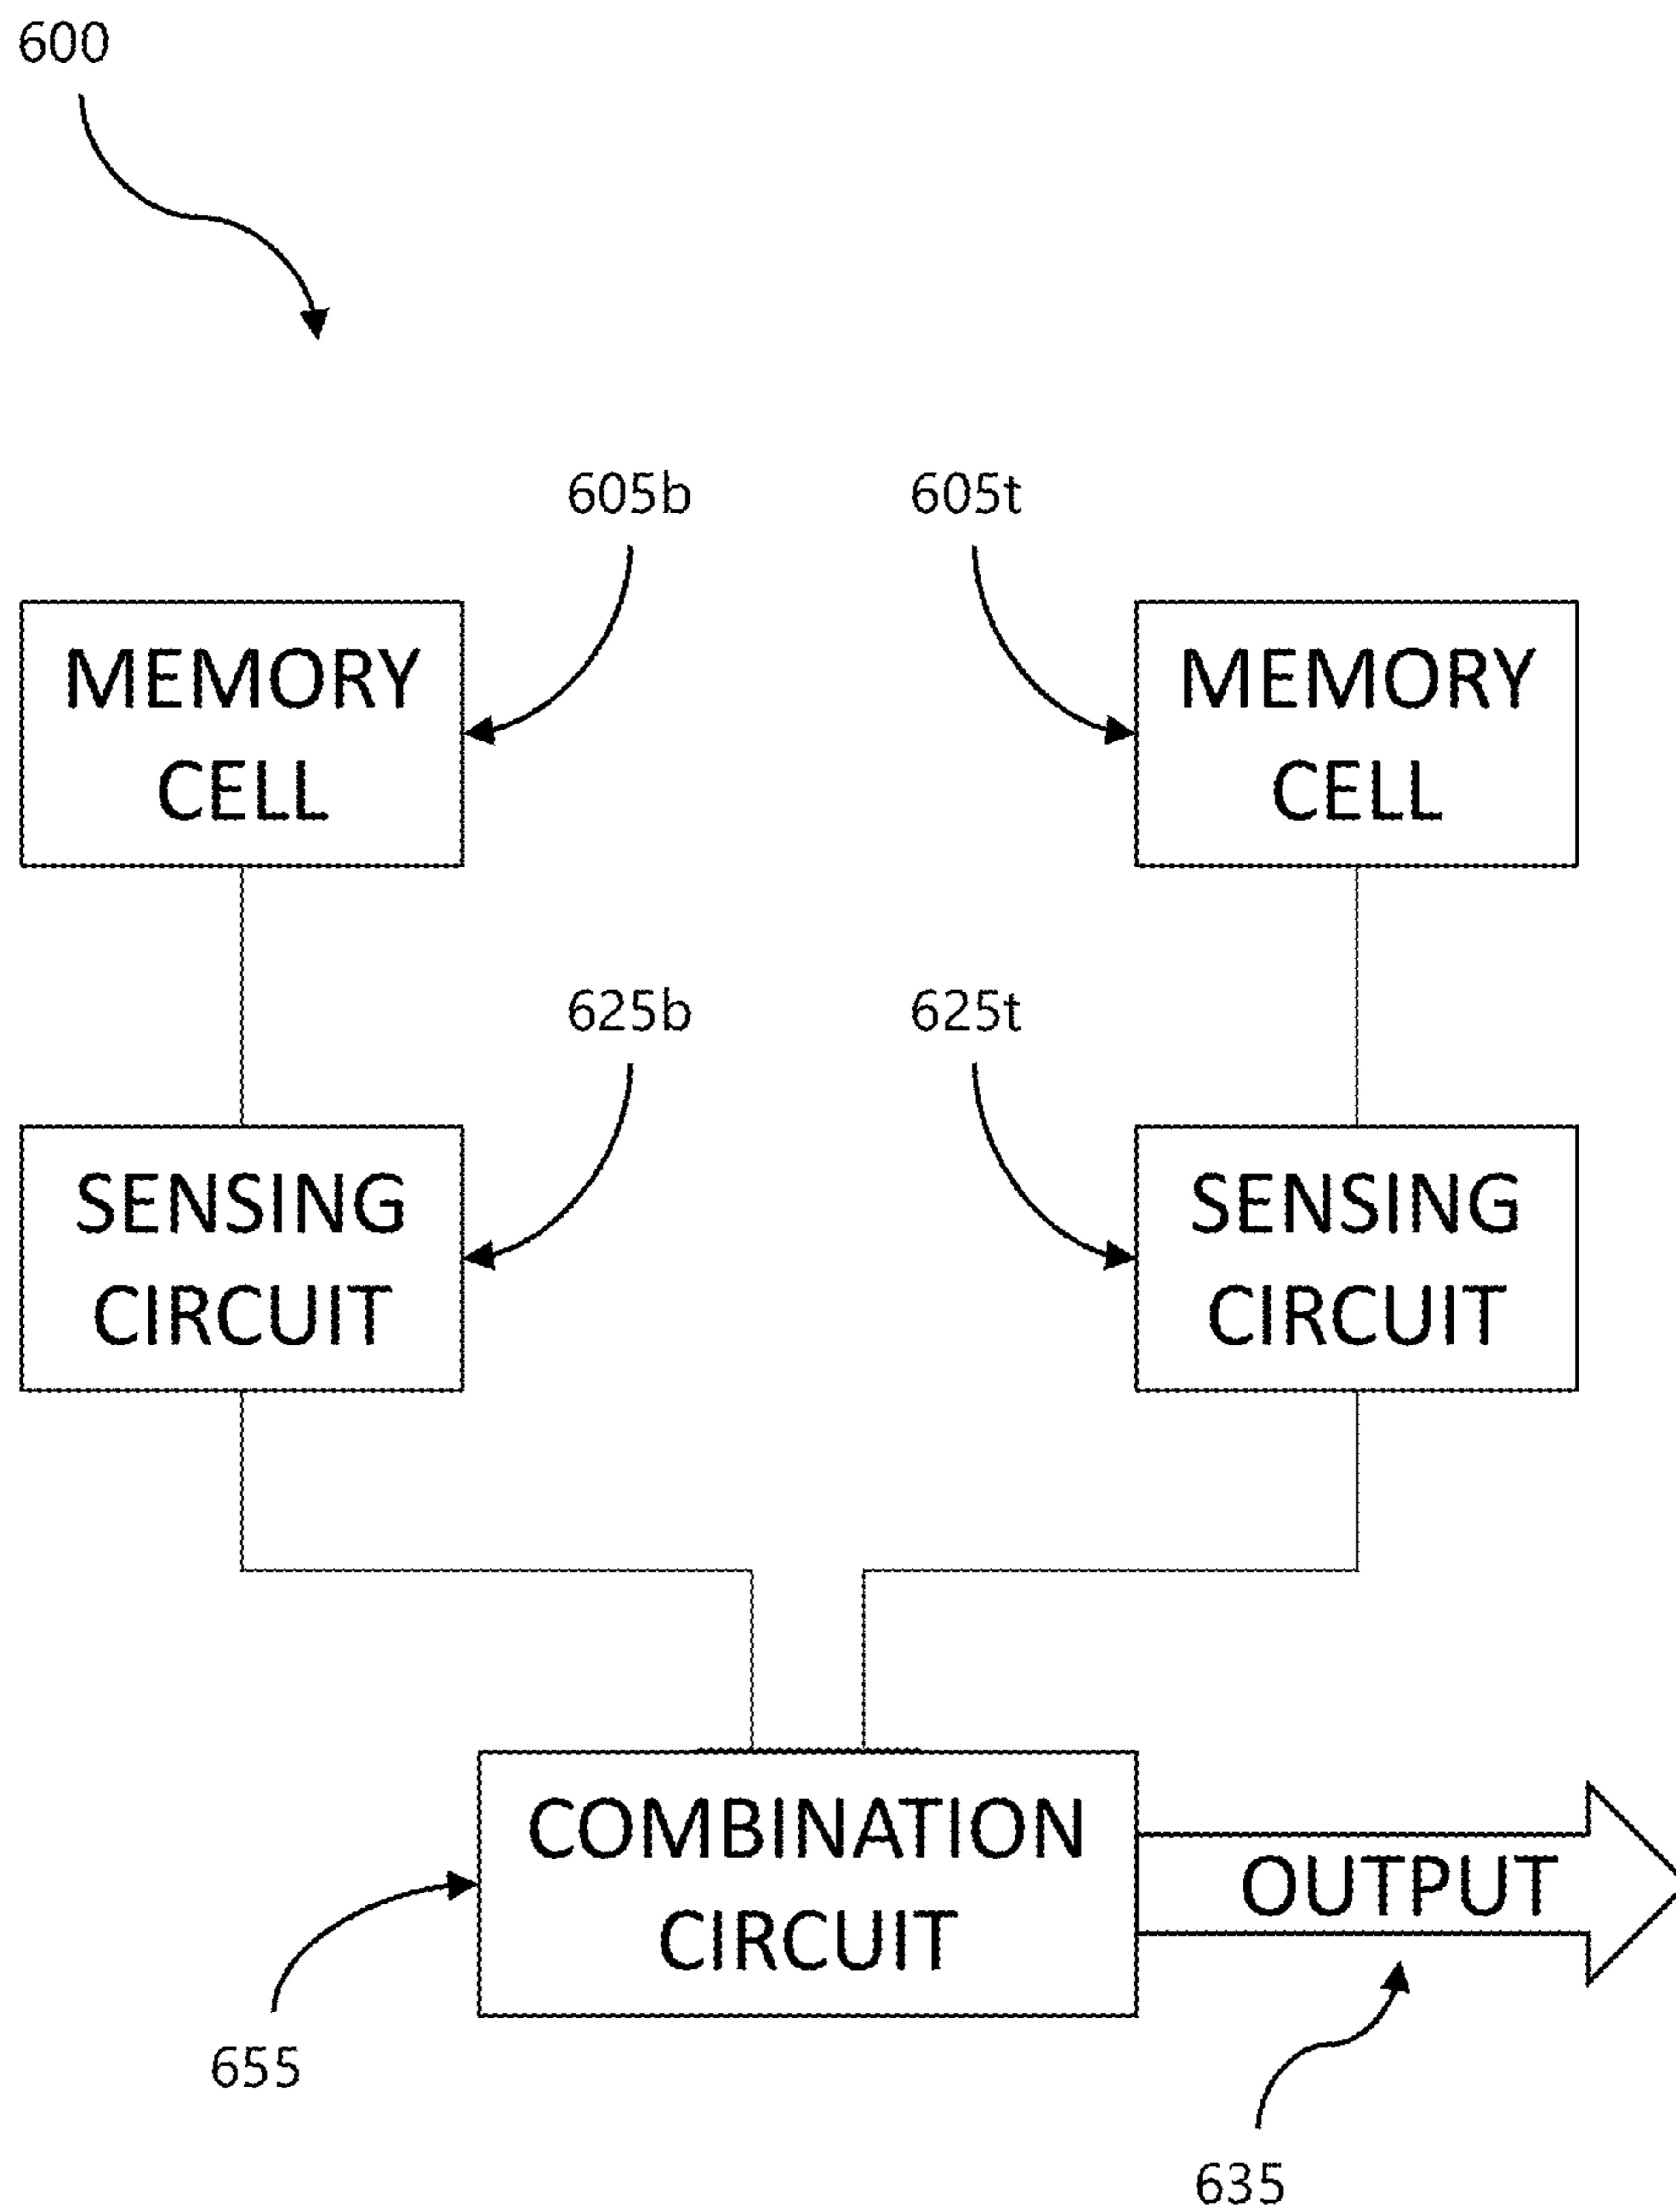 600
605b
605t
MEMORY
CELL
MEMORY
CELL
625b
625t
SENSING
CIRCUIT
SENSING
CIRCUIT
COMBINATION
CIRCUIT
OUTPUT
655
635